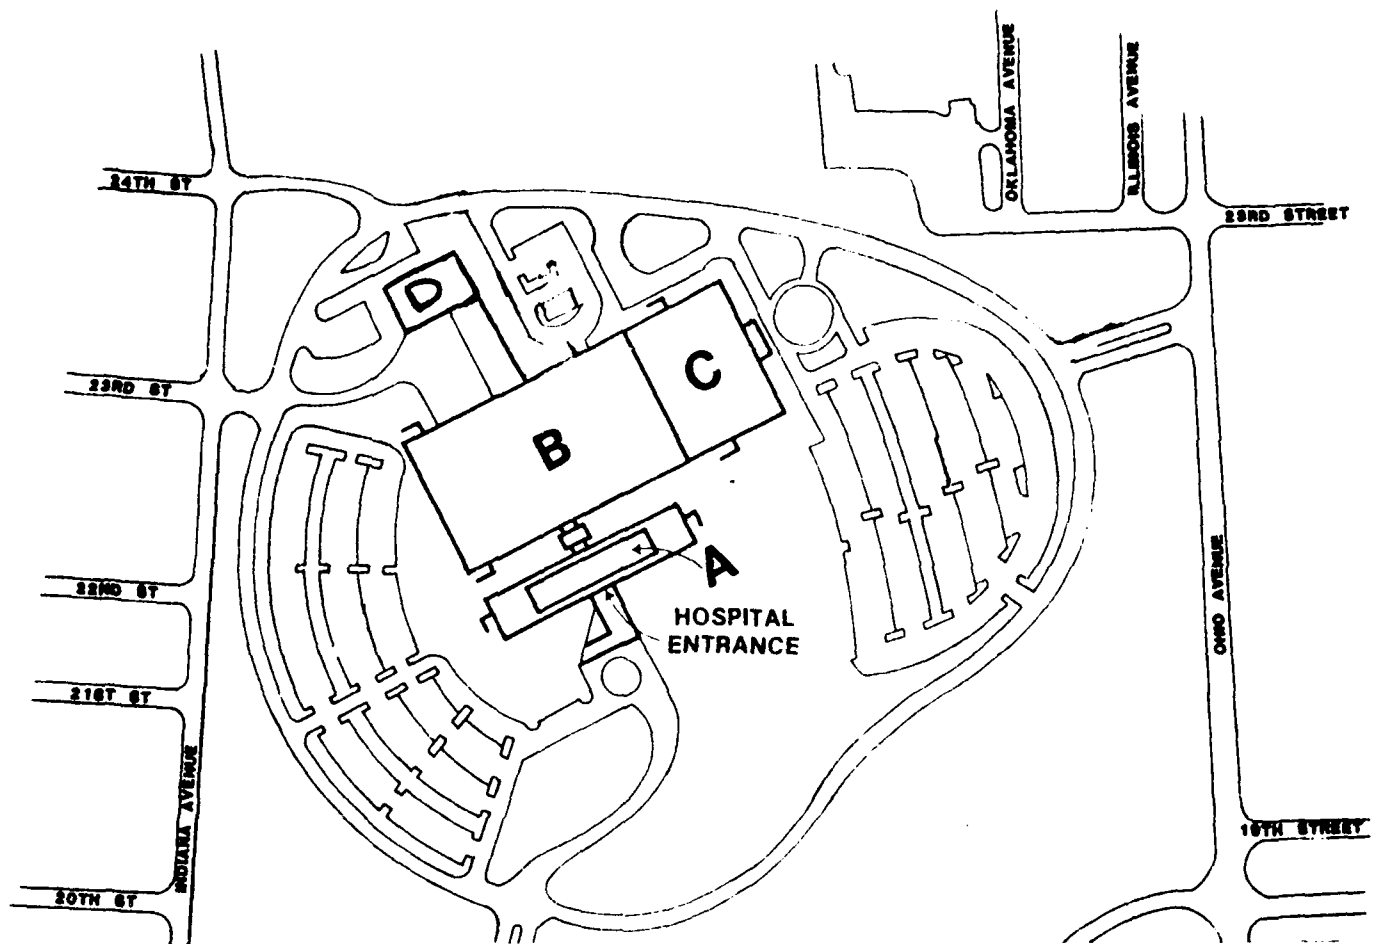 OKLAHOMA AVENUE
ILLINOIS AVENUE
24TH ST
23RD STREET
D
23RD ST
C
B
A
22ND ST
HOSPITAL
ENTRANCE
OHIO AVENUE
21ST ST
INDIANA AVENUE
19TH STREET
20TH ST